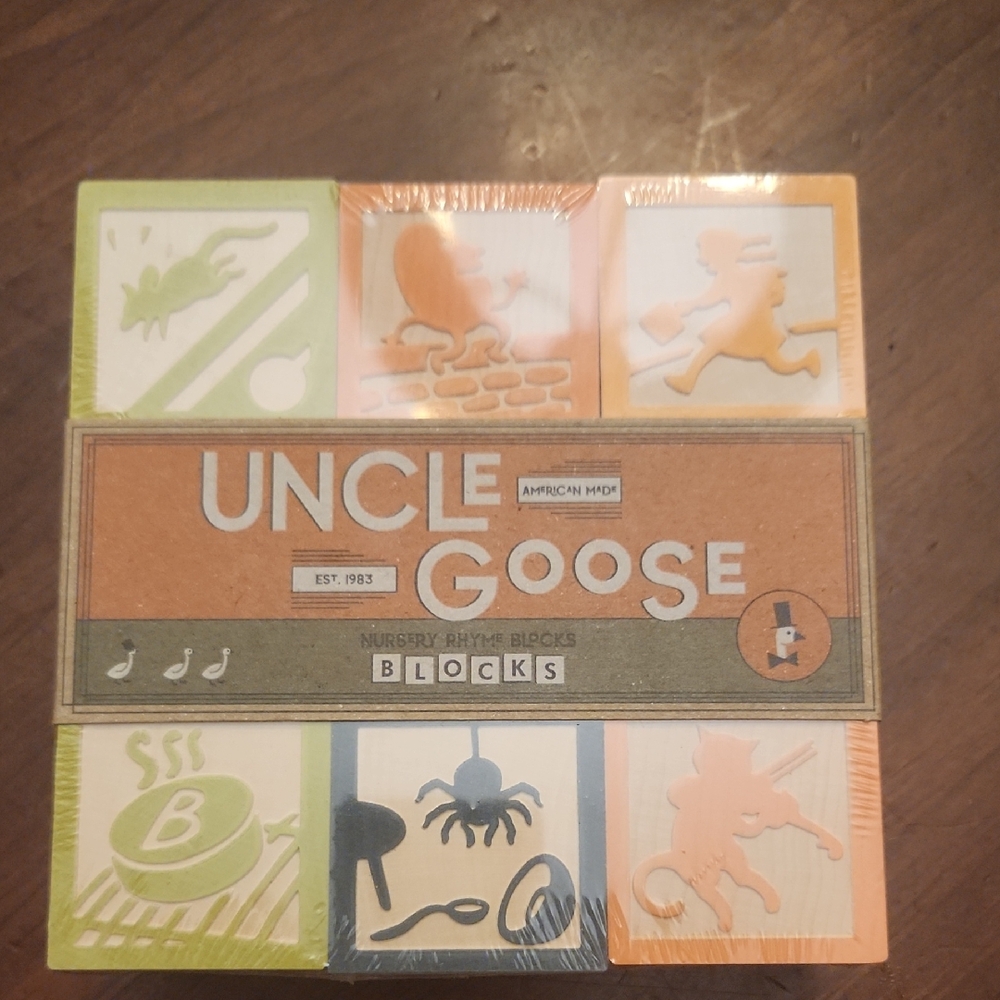 UNCLE
AMERICAN MADE
EST. 1983
GOOSE
NURSERY RHYME BLOCKS
BLOCKS
B